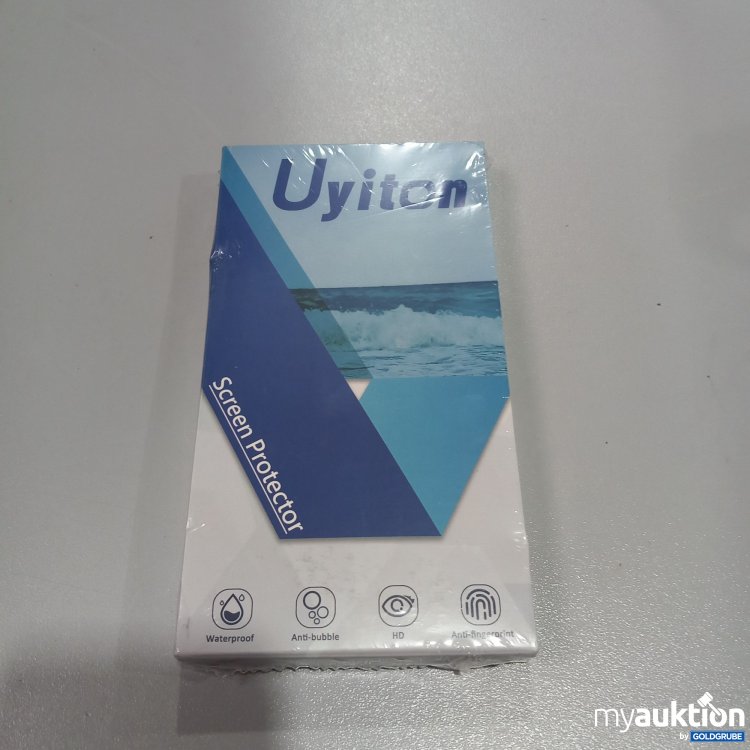 Uyiton
Screen Protector
Waterproof
Anti-bubble
HD
Anti-fingerprint
myauktion
by GOLDGRUBE